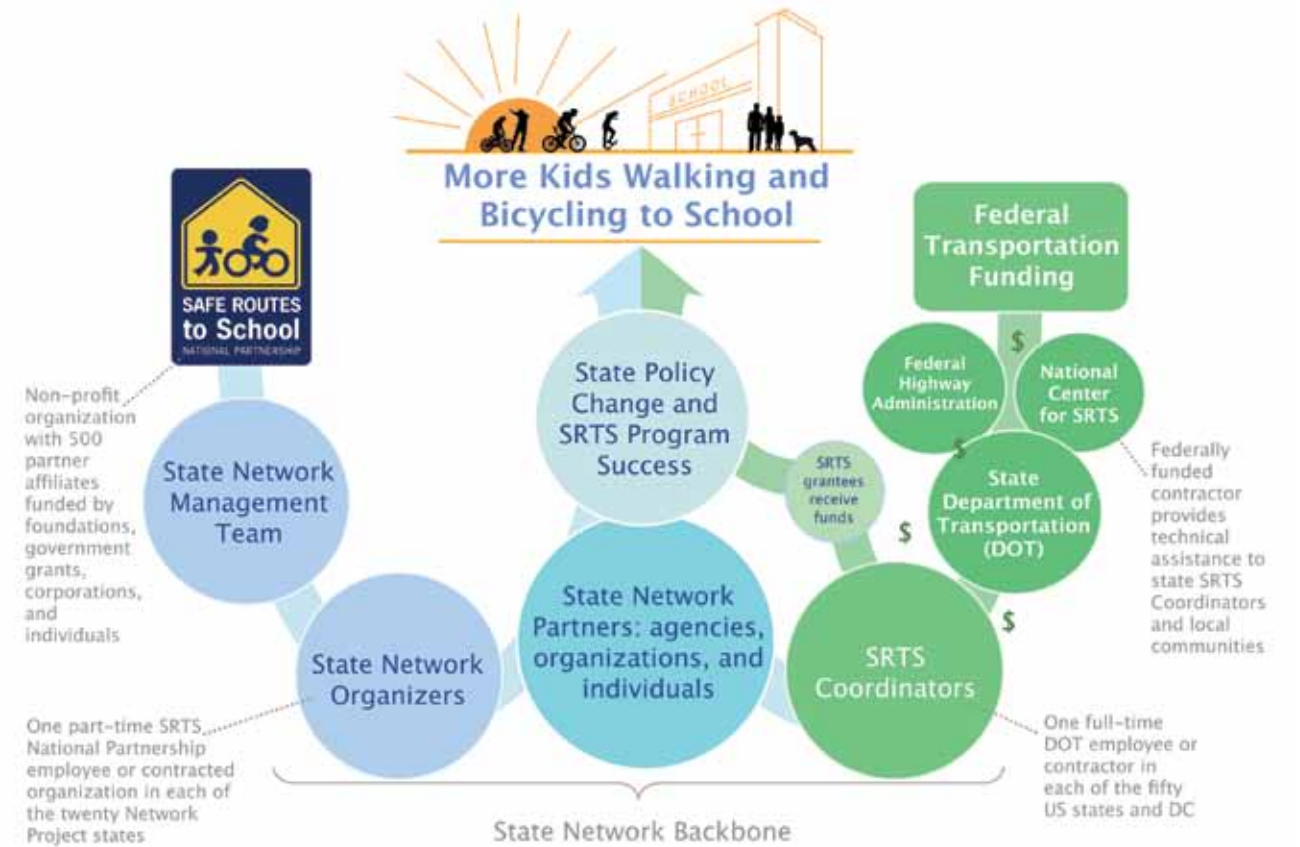 SCHOOL
More Kids Walking and
Bicycling to School
SAFE ROUTES
to School
NATIONAL PARTNERSHIP
Non-profit
organization
with 500
partner
affiliates
funded by
foundations,
government
grants,
corporations,
and
individuals
State Network
Management
Team
State Network
Organizers
One part-time SRTS
National Partnership
employee or contracted
organization in each of
the twenty Network
Project states
State Policy
Change and
SRTS Program
Success
State Network
Partners: agencies,
organizations, and
individuals
SRTS
grantees
receive
funds
Federal
Transportation
Funding
$
Federal
Highway
Administration
National
Center
for SRTS
$
State
Department of
Transportation
(DOT)
$
$
Federally
funded
contractor
provides
technical
assistance to
state SRTS
Coordinators
and local
communities
SRTS
Coordinators
One full-time
DOT employee or
contractor in
each of the fifty
US states and DC
State Network Backbone